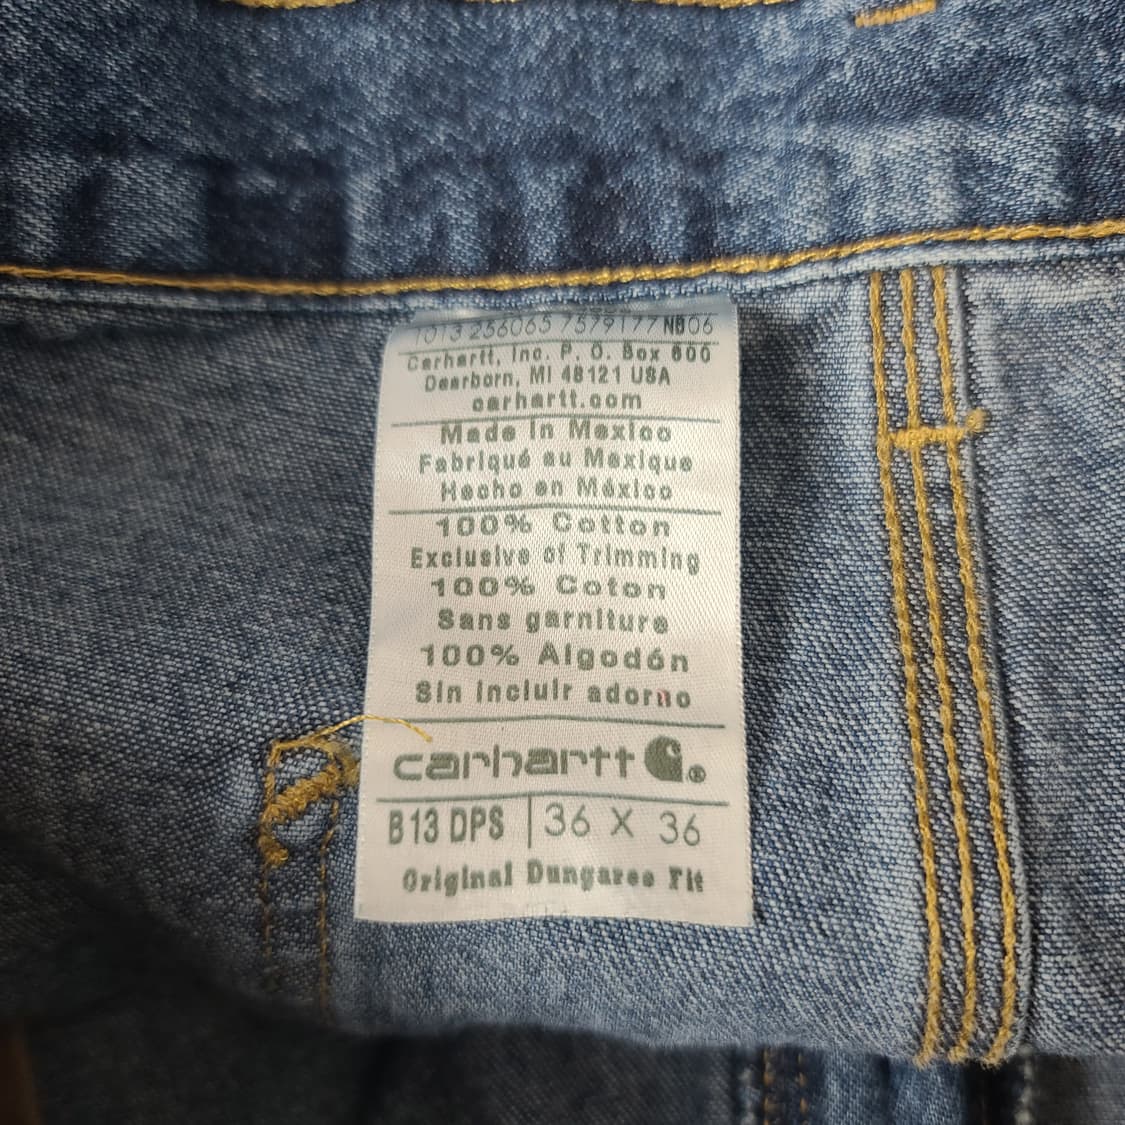 1013 256065 7579177 NB06
Carhartt, Inc. P. O. Box 600
Dearborn, MI 48121 USA
carhartt.com
Made in Mexico
Fabriqué au Mexique
Hecho en México
100% Cotton
Exclusive of Trimming
100% Coton
Sans garniture
100% Algodón
Sin incluir adorno
carhartt ®
B13 DPS | 36 X 36
Original Dungaree Fit